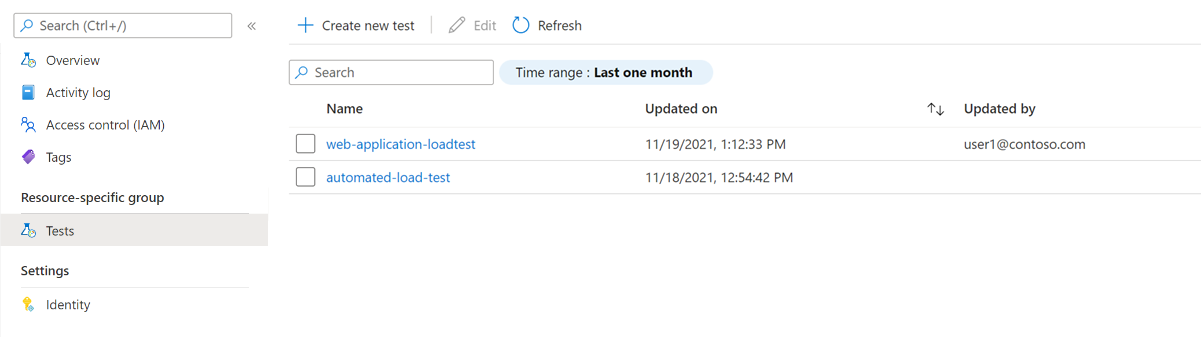 Search (Ctrl+/) «
Overview
Activity log
Access control (IAM)
Tags
Resource-specific group
Tests
Settings
Identity
Create new test Edit Refresh
Search Time range : Last one month
Name Updated on Updated by
web-application-loadtest 11/19/2021, 1:12:33 PM user1@contoso.com
automated-load-test 11/18/2021, 12:54:42 PM